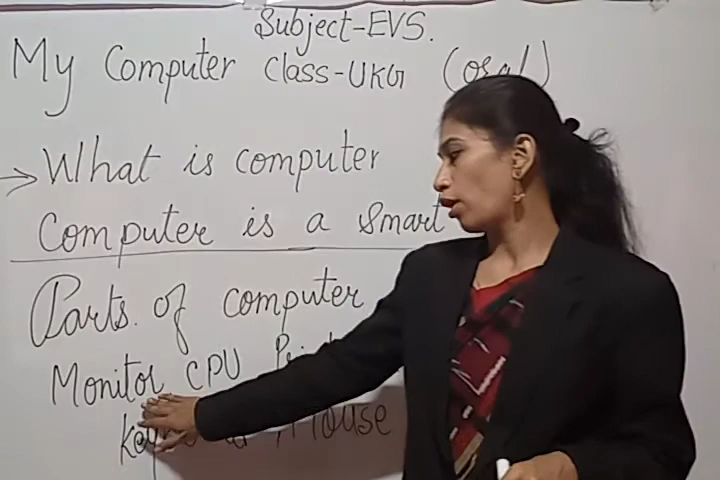 Subject-EVS.
My Computer Class-UKG (oral)
→ What is computer
Computer is a Smart
Parts. of computer
Monitor CPU
Mouse